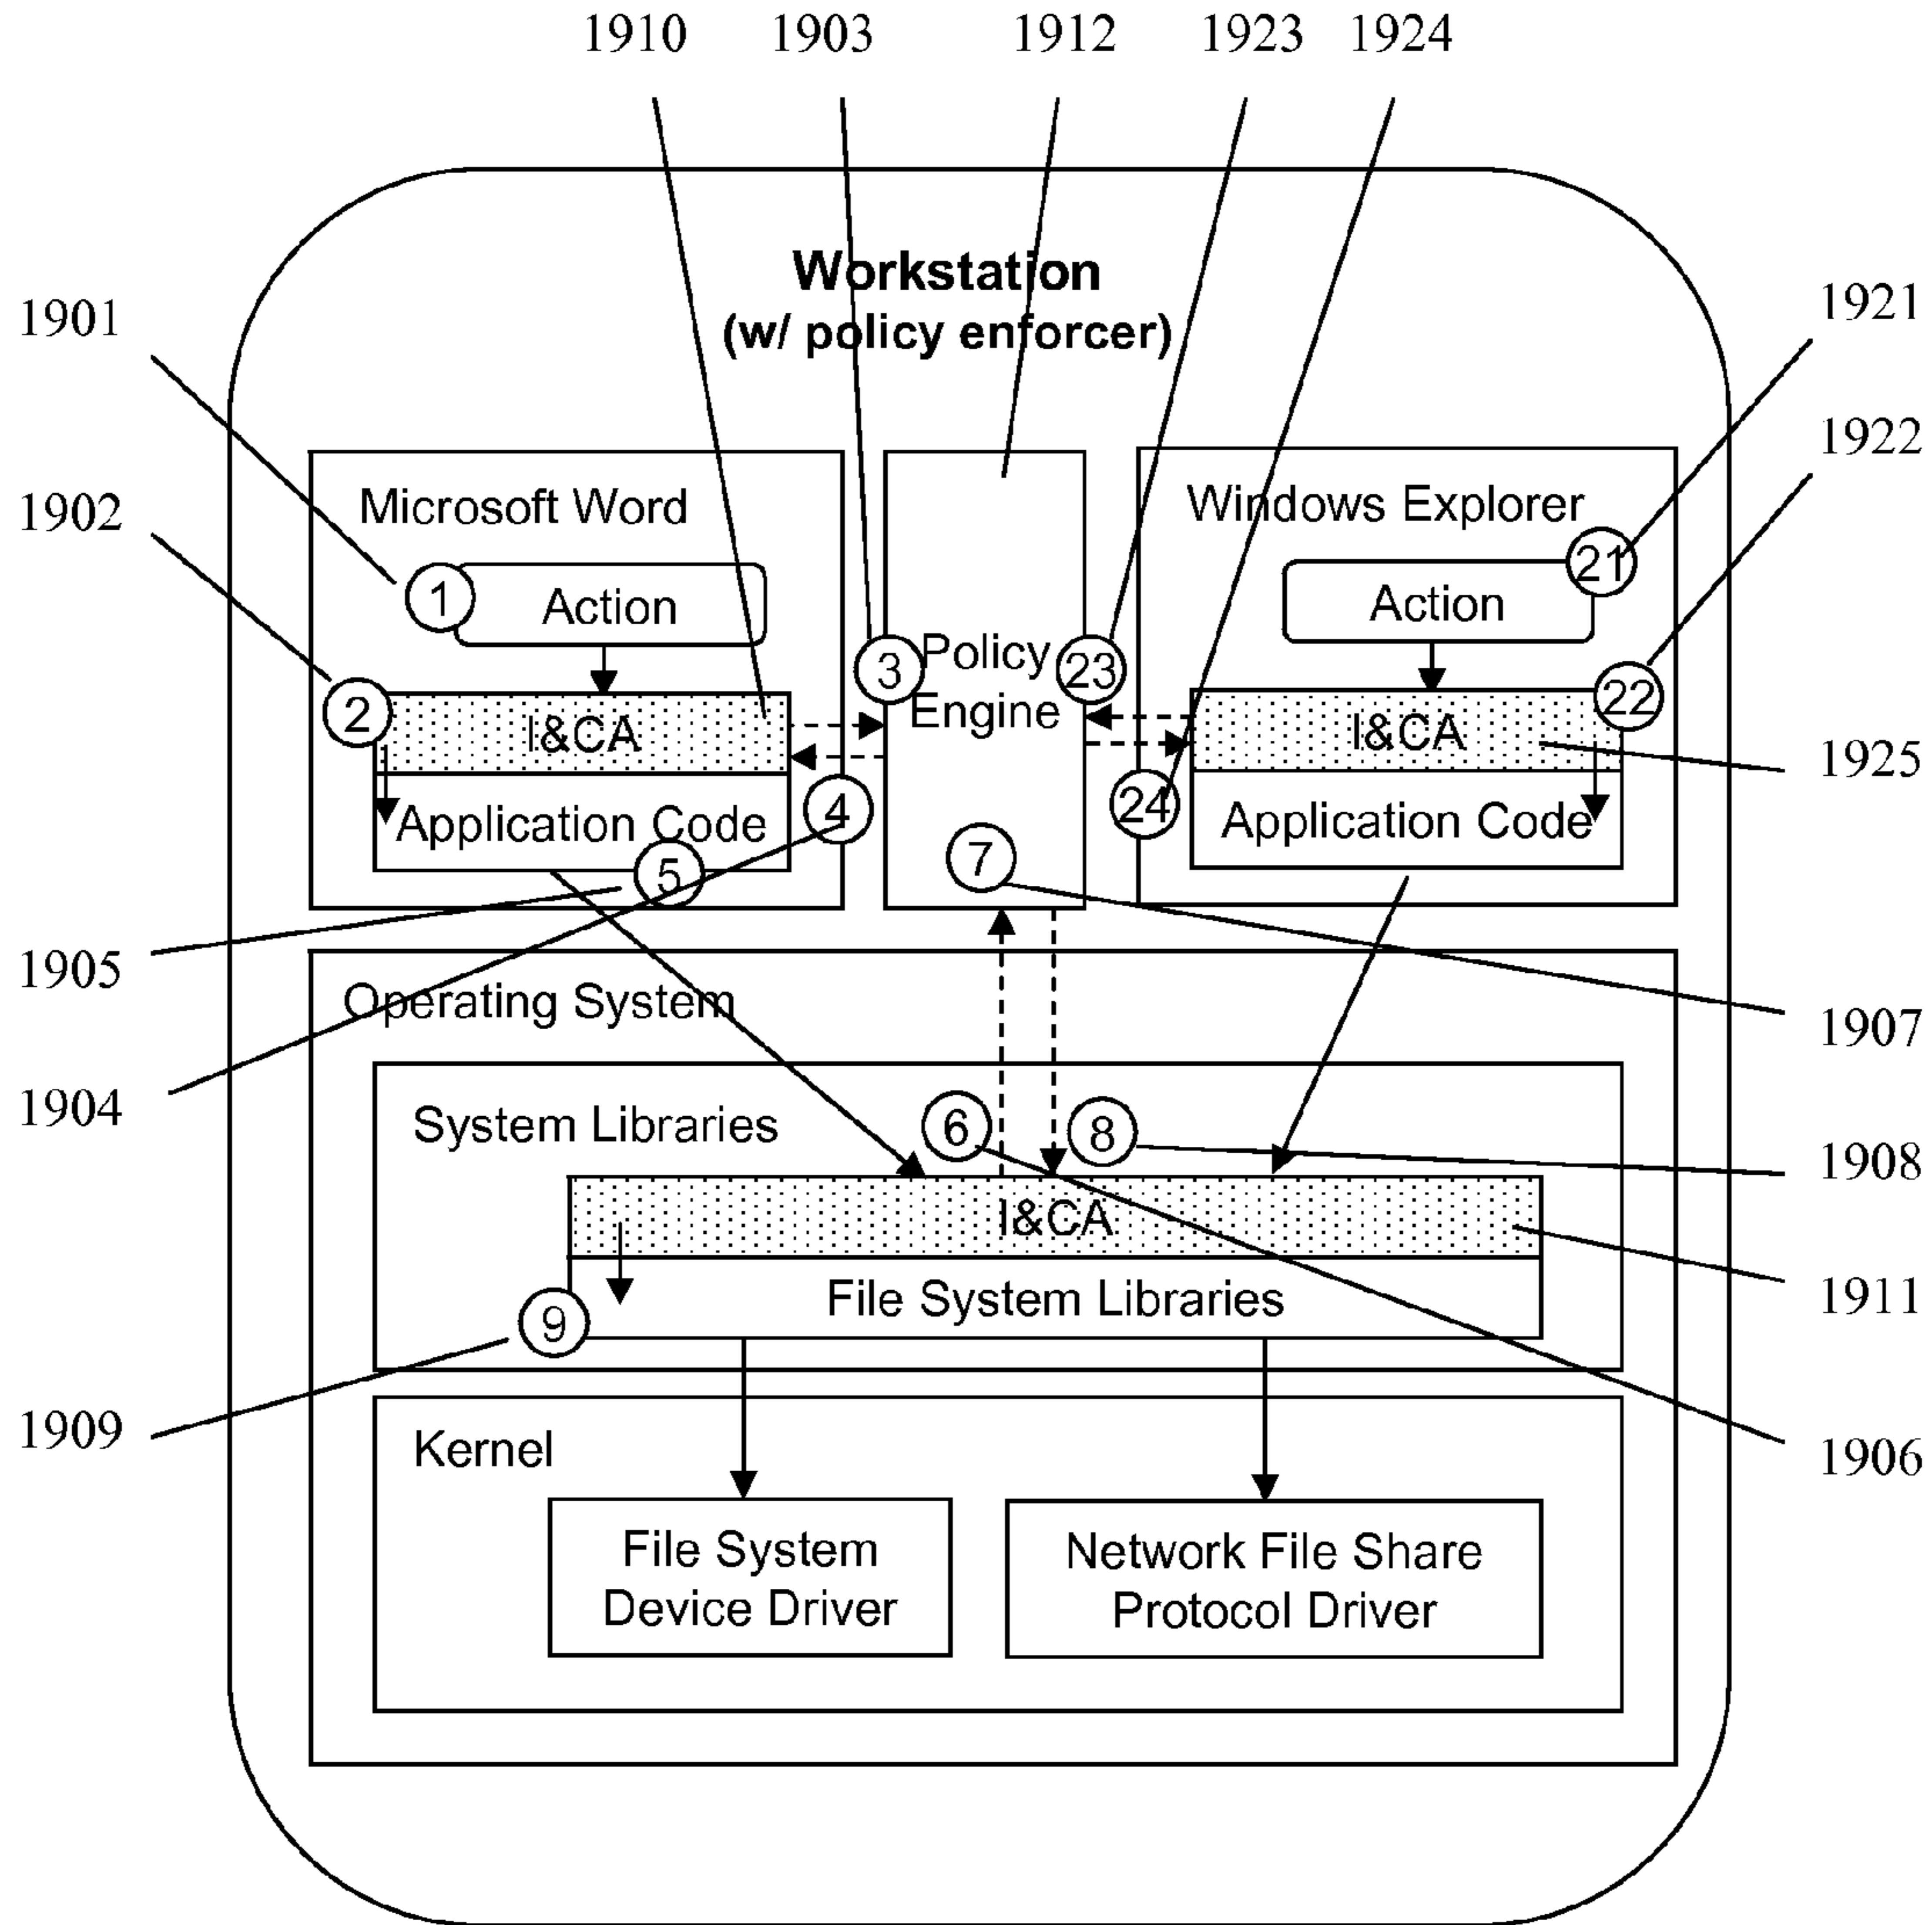 1910 1903 1912 1923 1924
Workstation
(w/ policy enforcer)
1901
1921
1922
1902
Microsoft Word
Windows Explorer
1 Action
Action 21
3 Policy 23
Engine
2 I&CA
I&CA 22
1925
Application Code 4
24 Application Code
5
7
1905
Operating System
1907
1904
System Libraries
6 8
1908
I&CA
1911
File System Libraries
9
1909
Kernel
1906
File System
Device Driver
Network File Share
Protocol Driver